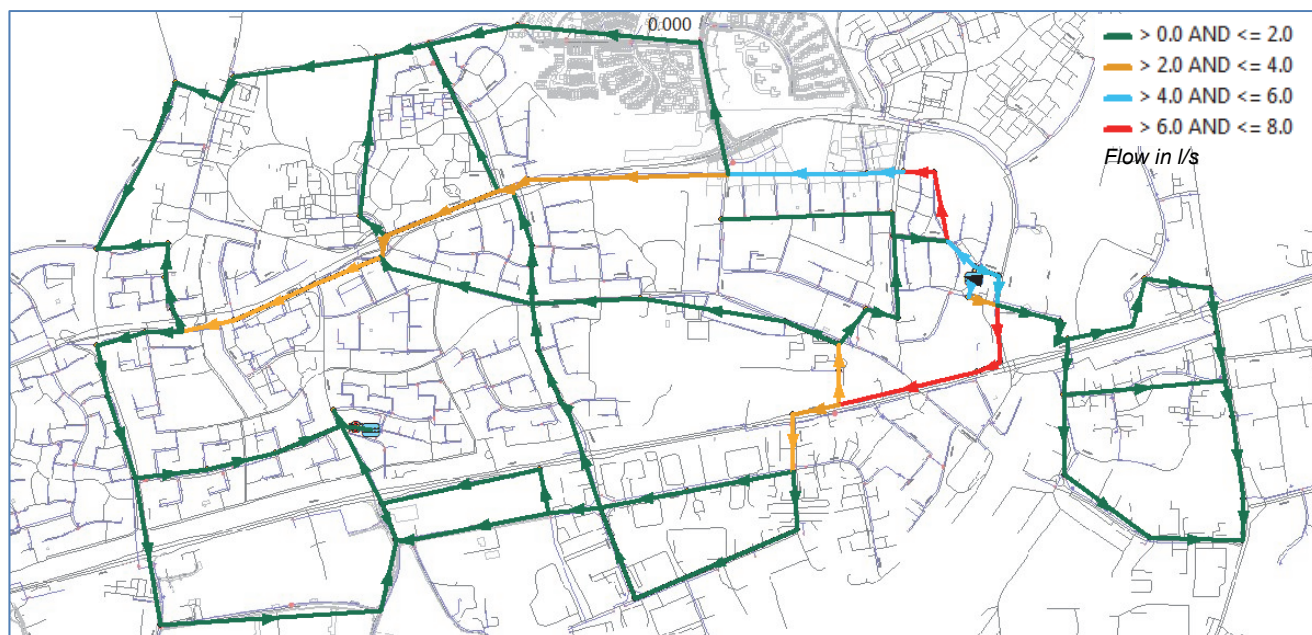 0.000
> 0.0 AND <= 2.0
> 2.0 AND <= 4.0
> 4.0 AND <= 6.0
> 6.0 AND <= 8.0
Flow in l/s